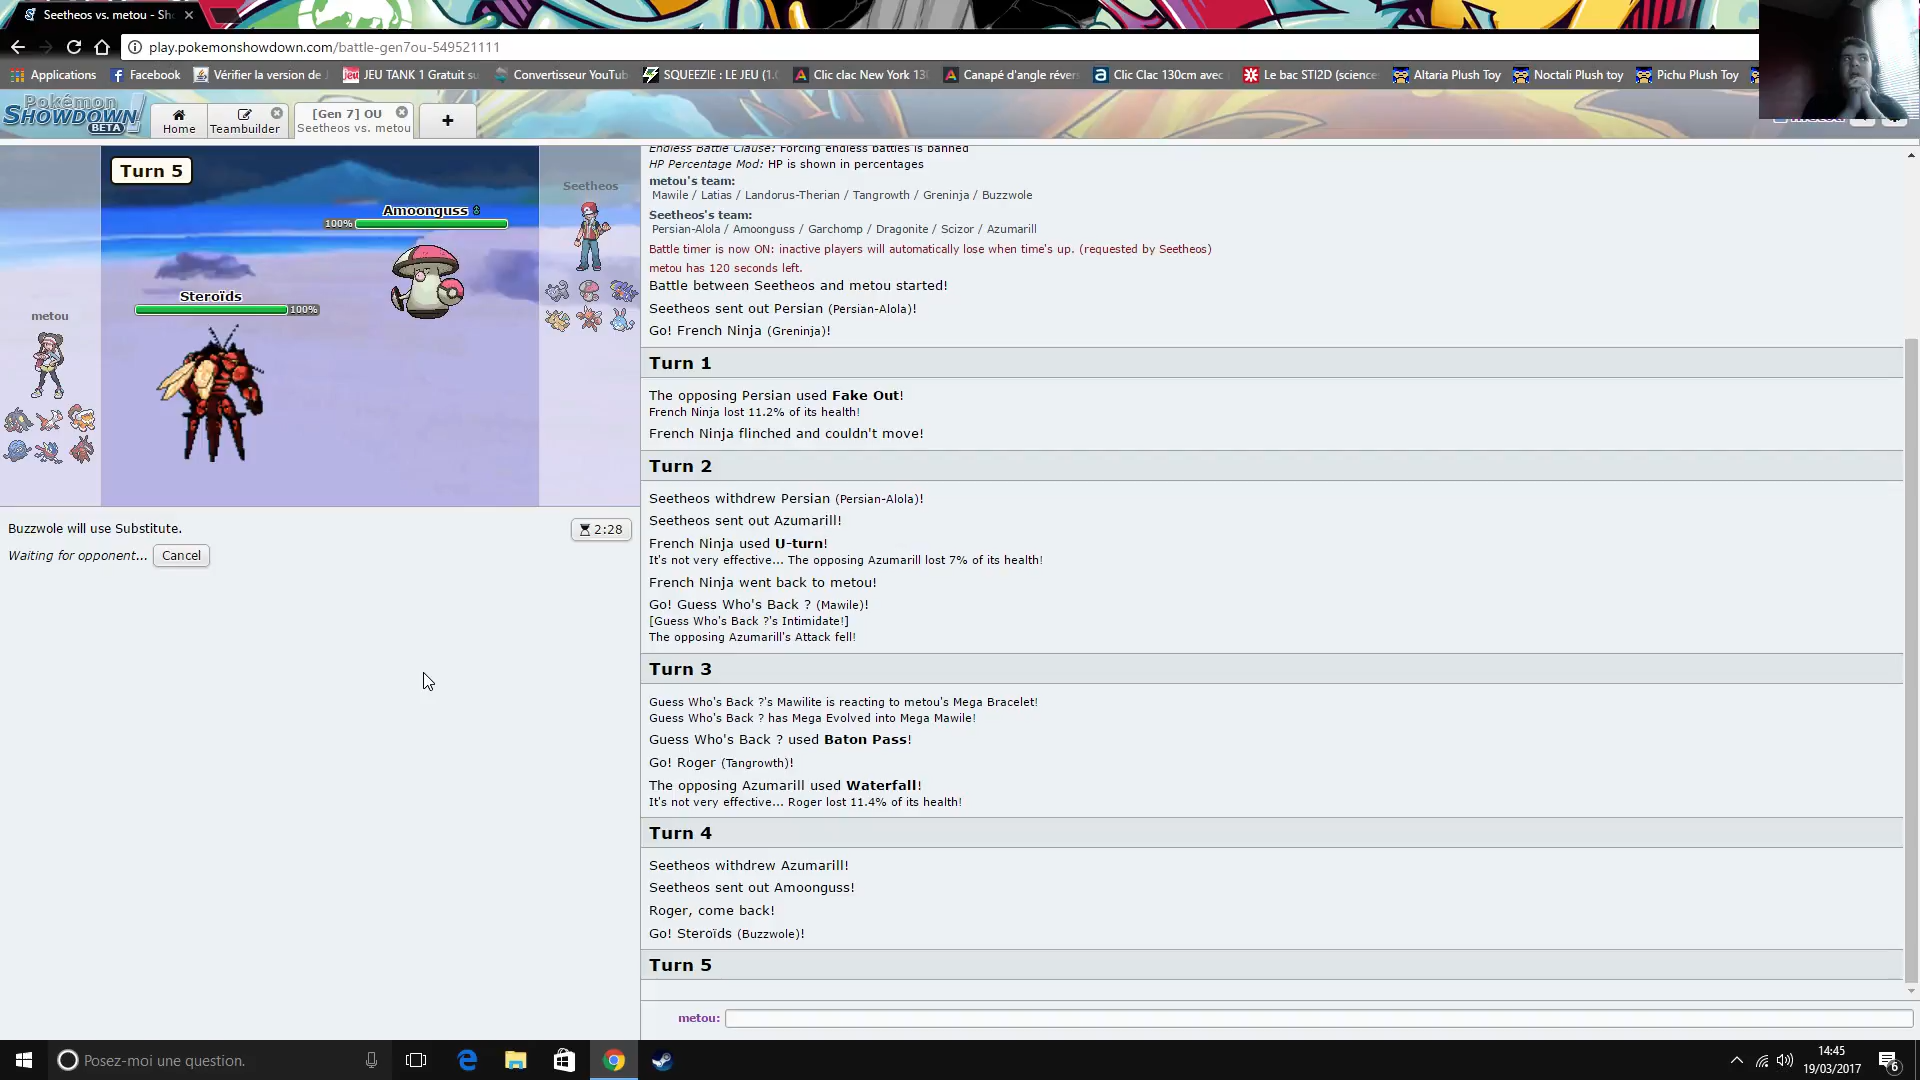 Seetheos vs. metou - Sho
play.pokemonshowdown.com/battle-gen7ou-549521111
Applications
Facebook
Vérifier la version de J
JEU TANK 1 Gratuit su
Convertisseur YouTub
SQUEEZIE : LE JEU (1.0
Clic clac New York 13
Canapé d'angle révers
Clic Clac 130cm avec
Le bac STI2D (science
Altaria Plush Toy
Noctali Plush toy
Pichu Plush Toy
Pokémon
SHOWDOWN!
BETA
Home
Teambuilder
[Gen 7] OU
Seetheos vs. metou
+
Turn 5
Amoonguss
100%
Steroïds
100%
metou
Seetheos
Buzzwole will use Substitute.
2:28
Waiting for opponent...
Cancel
Endless Battle Clause: Forcing endless battles is banned
HP Percentage Mod: HP is shown in percentages
metou's team:
Mawile / Latias / Landorus-Therian / Tangrowth / Greninja / Buzzwole
Seetheos's team:
Persian-Alola / Amoonguss / Garchomp / Dragonite / Scizor / Azumarill
Battle timer is now ON: inactive players will automatically lose when time's up. (requested by Seetheos)
metou has 120 seconds left.
Battle between Seetheos and metou started!
Seetheos sent out Persian (Persian-Alola)!
Go! French Ninja (Greninja)!
Turn 1
The opposing Persian used Fake Out!
French Ninja lost 11.2% of its health!
French Ninja flinched and couldn't move!
Turn 2
Seetheos withdrew Persian (Persian-Alola)!
Seetheos sent out Azumarill!
French Ninja used U-turn!
It's not very effective... The opposing Azumarill lost 7% of its health!
French Ninja went back to metou!
Go! Guess Who's Back ? (Mawile)!
[Guess Who's Back ?'s Intimidate!]
The opposing Azumarill's Attack fell!
Turn 3
Guess Who's Back ?'s Mawilite is reacting to metou's Mega Bracelet!
Guess Who's Back ? has Mega Evolved into Mega Mawile!
Guess Who's Back ? used Baton Pass!
Go! Roger (Tangrowth)!
The opposing Azumarill used Waterfall!
It's not very effective... Roger lost 11.4% of its health!
Turn 4
Seetheos withdrew Azumarill!
Seetheos sent out Amoonguss!
Roger, come back!
Go! Steroïds (Buzzwole)!
Turn 5
metou:
Posez-moi une question.
14:45
19/03/2017
6